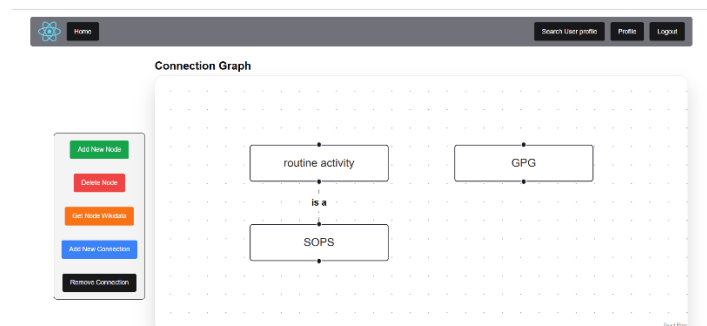 Home
Search User profile
Profile
Logout
Connection Graph
Add New Node
Delete Node
Get Node Wikidata
Add New Connection
Remove Connection
routine activity
is a
SOPS
GPG